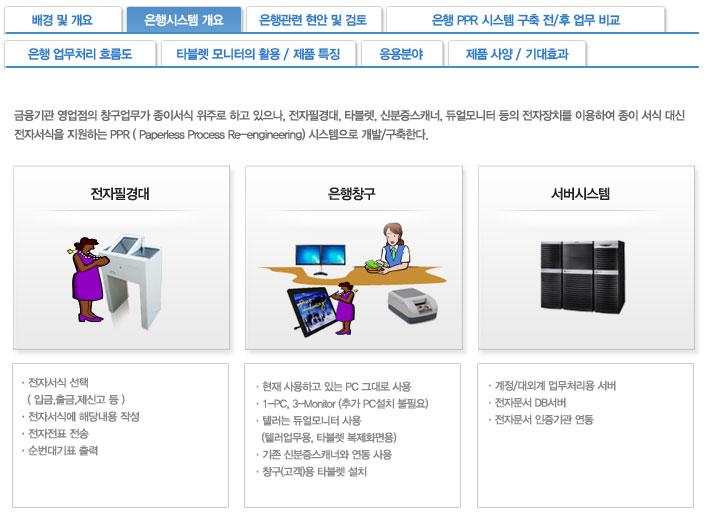 배경 및 개요
은행시스템 개요
은행관련 현안 및 검토
은행 PPR 시스템 구축 전/후 업무 비교
은행 업무처리 흐름도
타블렛 모니터의 활용 / 제품 특징
응용분야
제품 사양 / 기대효과
금융기관 영업점의 창구업무가 종이서식 위주로 하고 있으나, 전자필경대, 타블렛, 신분증스캐너, 듀얼모니터 등의 전자장치를 이용하여 종이 서식 대신
전자서식을 지원하는 PPR ( Paperless Process Re-engineering) 시스템으로 개발/구축한다.
전자필경대
· 전자서식 선택
( 입금,출금,제신고 등 )
· 전자서식에 해당내용 작성
· 전자전표 전송
· 순번대기표 출력
은행창구
· 현재 사용하고 있는 PC 그대로 사용
· 1-PC, 3-Monitor (추가 PC설치 불필요)
· 텔러는 듀얼모니터 사용
(텔러업무용, 타블렛 복제화면용)
· 기존 신분증스캐너와 연동 사용
· 창구(고객)용 타블렛 설치
서버시스템
· 계정/대외계 업무처리용 서버
· 전자문서 DB서버
· 전자문서 인증기관 연동